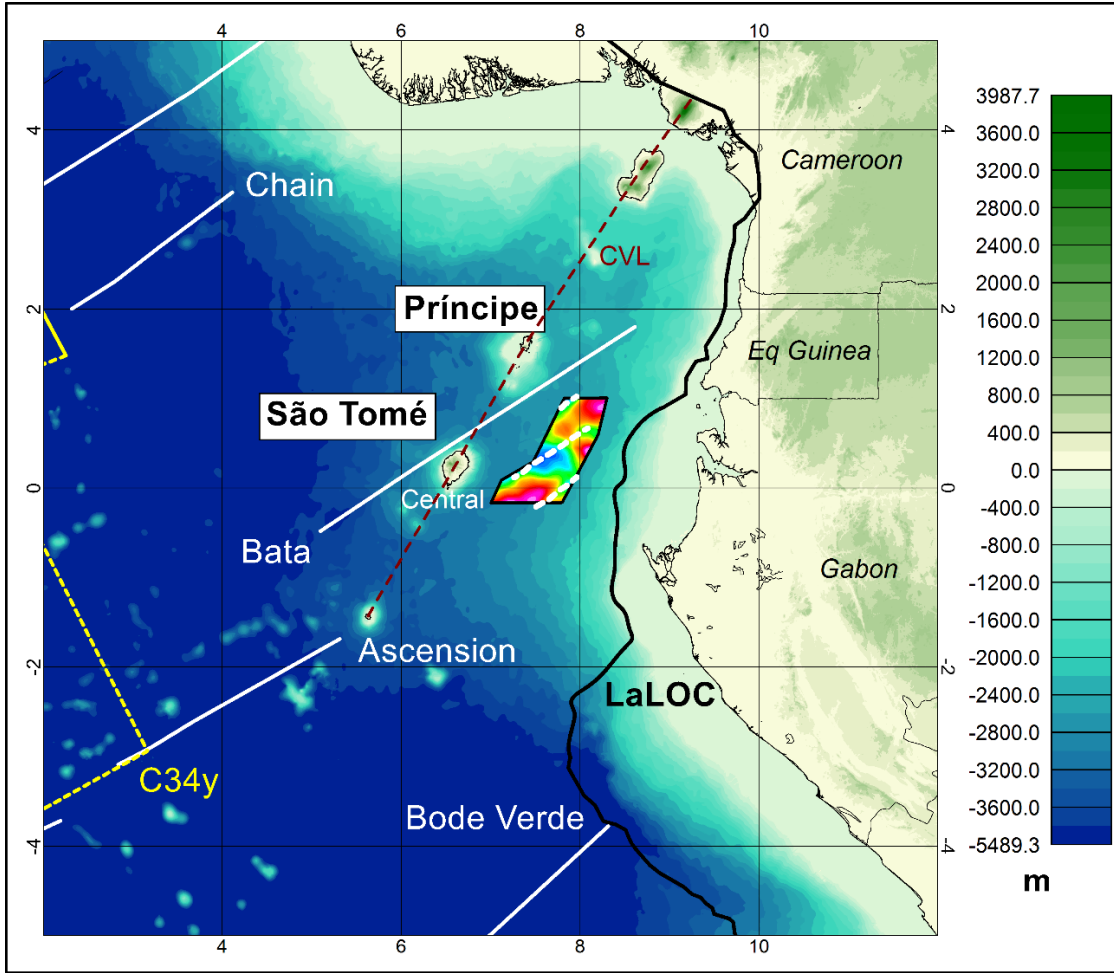 4
6
8
10
4
2
0
-2
-4
4
2
0
-2
-4
4
6
8
10
Chain
Cameroon
CVL
Príncipe
Eq Guinea
São Tomé
Central
Bata
Gabon
Ascension
LaLOC
C34y
Bode Verde
3987.7
3600.0
3200.0
2800.0
2400.0
2000.0
1600.0
1200.0
800.0
400.0
0.0
-400.0
-800.0
-1200.0
-1600.0
-2000.0
-2400.0
-2800.0
-3200.0
-3600.0
-5489.3
m